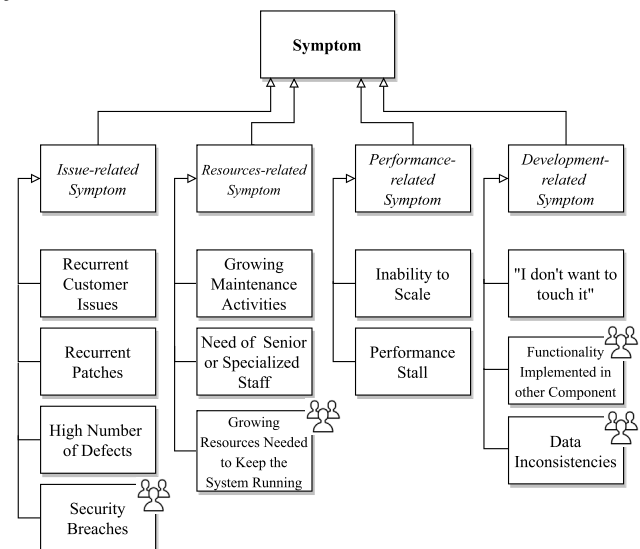 Symptom
Issue-related
Symptom
Resources-related
Symptom
Performance-
related
Symptom
Development-
related
Symptom
Recurrent
Customer
Issues
Growing
Maintenance
Activities
Inability to
Scale
"I don't want to
touch it"
Recurrent
Patches
Need of Senior
or Specialized
Staff
Performance
Stall
Functionality
Implemented in
other Component
High Number
of Defects
Growing
Resources Needed
to Keep the
System Running
Data
Inconsistencies
Security
Breaches